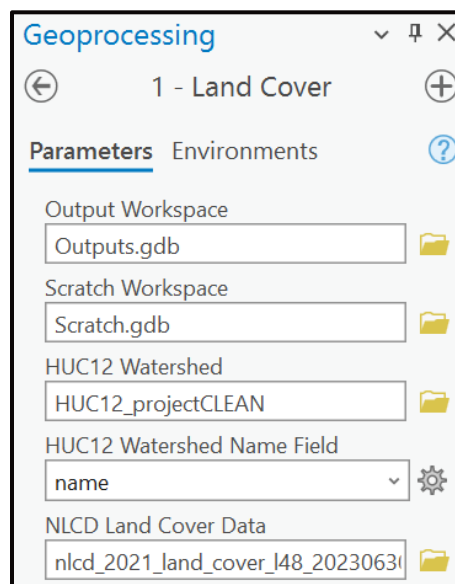 Geoprocessing
1 - Land Cover
Parameters Environments
Output Workspace
Outputs.gdb
Scratch Workspace
Scratch.gdb
HUC12 Watershed
HUC12_projectCLEAN
HUC12 Watershed Name Field
name
NLCD Land Cover Data
nlcd_2021_land_cover_l48_2023063